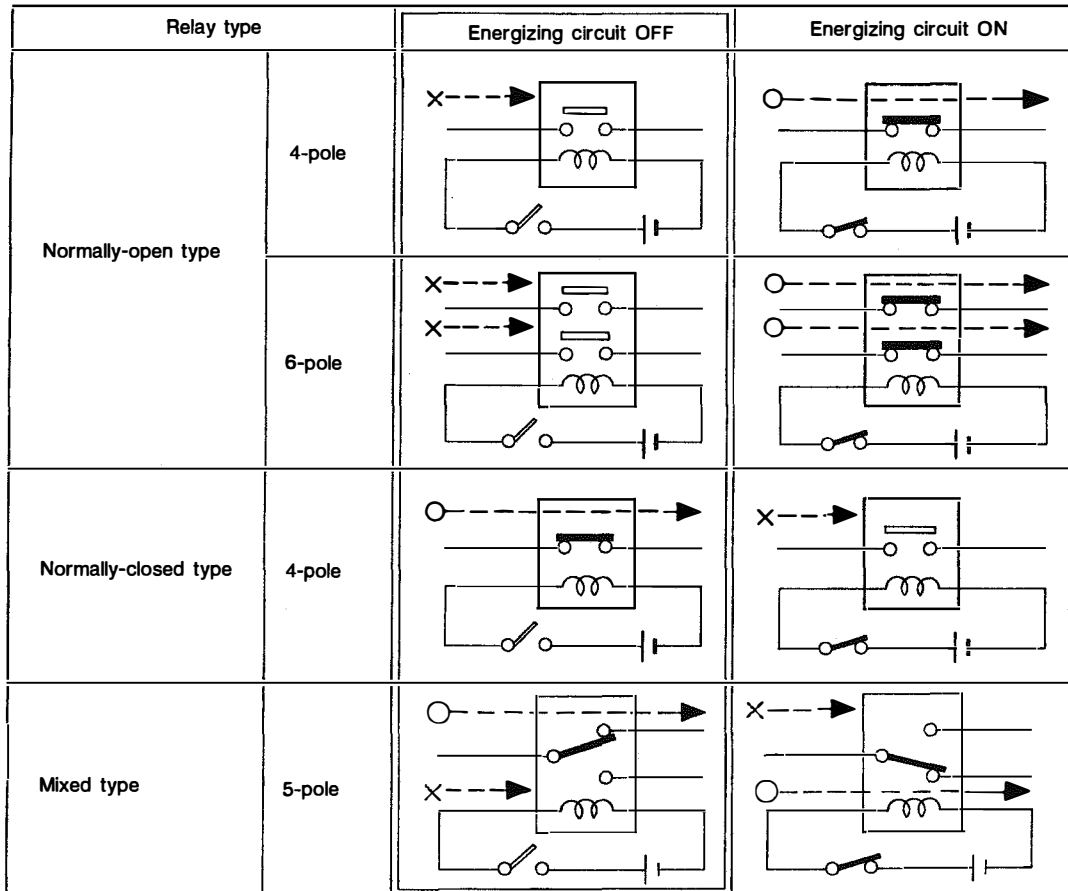 Relay type
Energizing circuit OFF
Energizing circuit ON
Normally-open type
4-pole
6-pole
Normally-closed type
4-pole
Mixed type
5-pole